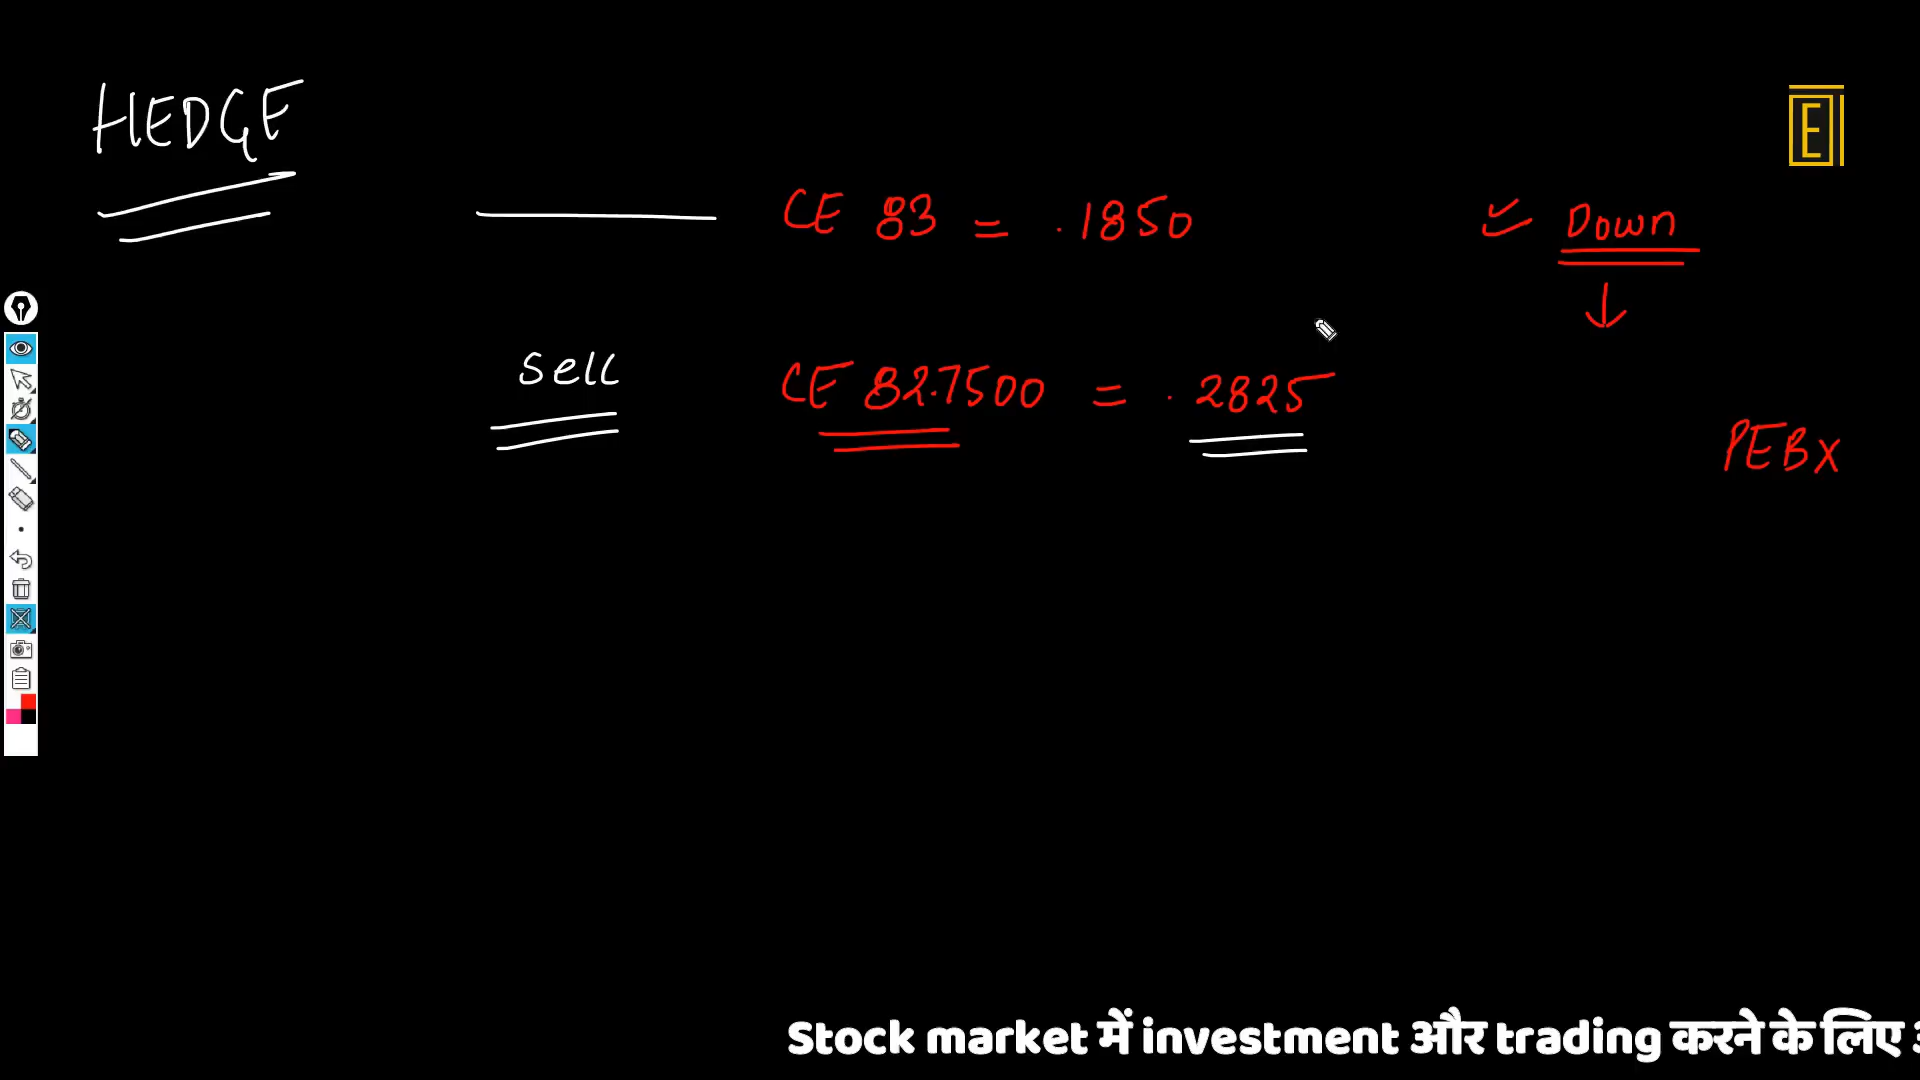 HEDGE
E
CE 83 = .1850
Down
Sell
CE 82.7500 = .2825
PEBX
Stock market में investment और trading करने के लिए